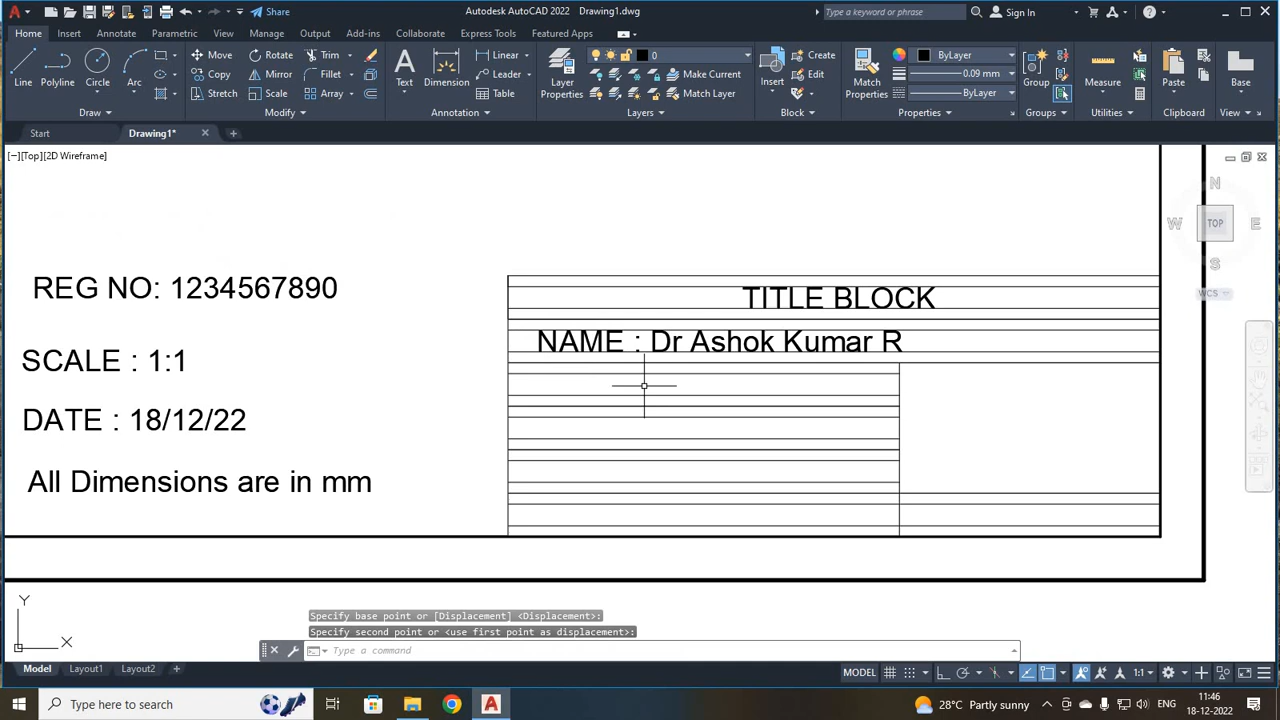 Share
Autodesk AutoCAD 2022 Drawing1.dwg
Type a keyword or phrase
Sign In
Home Insert Annotate Parametric View Manage Output Add-ins Collaborate Express Tools Featured Apps
Line Polyline Circle Arc
Draw
Move Rotate Trim
Copy Mirror Fillet
Stretch Scale Array
Modify
Text Dimension
Linear
Leader
Table
Annotation
Layer Properties
0
Make Current
Match Layer
Layers
Insert
Create
Edit
Block
Match Properties
ByLayer
0.09 mm
ByLayer
Properties
Group
Groups
Measure
Utilities
Paste
Clipboard
Base
View
Start
Drawing1*
[−][Top][2D Wireframe]
N
W TOP E
S
WCS
REG NO: 1234567890
TITLE BLOCK
NAME : Dr Ashok Kumar R
SCALE : 1:1
DATE : 18/12/22
All Dimensions are in mm
Y
X
Specify base point or [Displacement] <Displacement>:
Specify second point or <use first point as displacement>:
Type a command
Model Layout1 Layout2
MODEL
1:1
Type here to search
28°C Partly sunny
ENG
11:46
18-12-2022